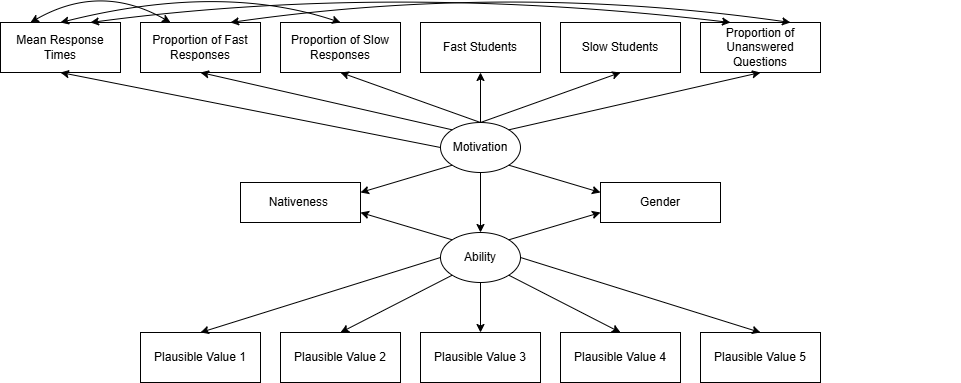 Mean Response
Times
Proportion of Fast
Responses
Proportion of Slow
Responses
Fast Students
Slow Students
Proportion of
Unanswered
Questions
Motivation
Nativeness
Gender
Ability
Plausible Value 1
Plausible Value 2
Plausible Value 3
Plausible Value 4
Plausible Value 5